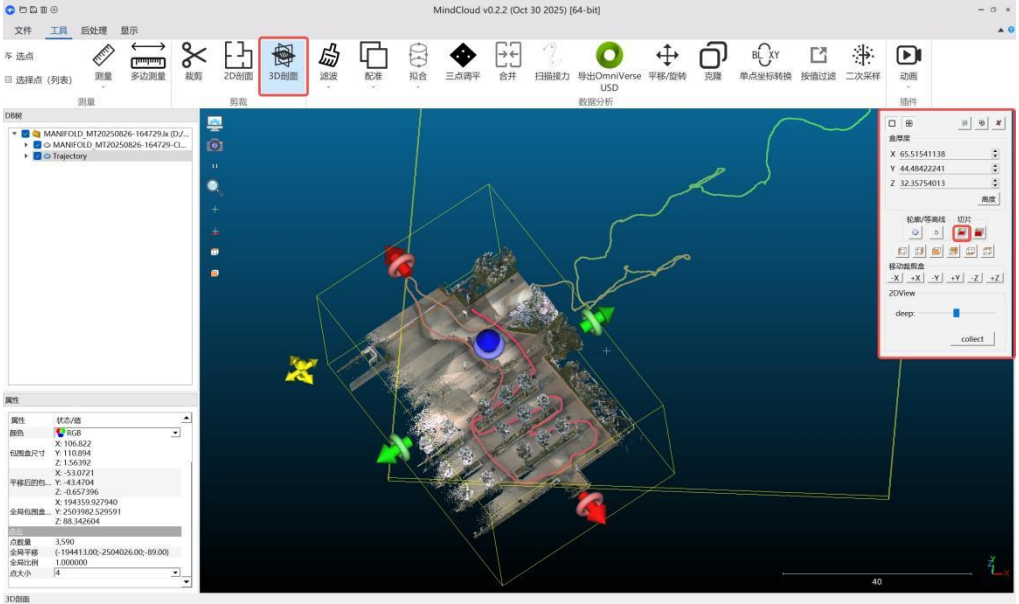 MindCloud v0.2.2 (Oct 30 2025) [64-bit]
文件 工具 后处理 显示
选点
选择点（列表）
测量 多边测量 裁剪 2D剖面 3D剖面 滤波 配准 拟合 三点调平 合并 扫描接力 导出OmniVerse USD 平移/旋转 克隆 单点坐标转换 按值过滤 二次采样 动画
BL XY
测量 剪裁 数据分析 插件
DB树
MANIFOLD_MT20250826-164729.lx (D:/...
MANIFOLD_MT20250826-164729-Cl...
Trajectory
属性
属性 状态/值
颜色 RGB
包围盒尺寸
X: 106.822
Y: 110.894
Z: 1.56392
平移后的包...
X: -53.0721
Y: -43.4704
Z: -0.657396
全局包围盒...
X: 194359.927940
Y: 2503982.529591
Z: 88.342604
点云
点数量 3,590
全局平移 (-194413.00;-2504026.00;-89.00)
全局比例 1.000000
点大小 4
3D剖面
盒厚度
X 65.51541138
Y 44.48422241
Z 32.35754013
高度
轮廓/等高线 切片
移动裁剪盒
-X +X -Y +Y -Z +Z
2DView
deep:
collect
40
Y
Z
X